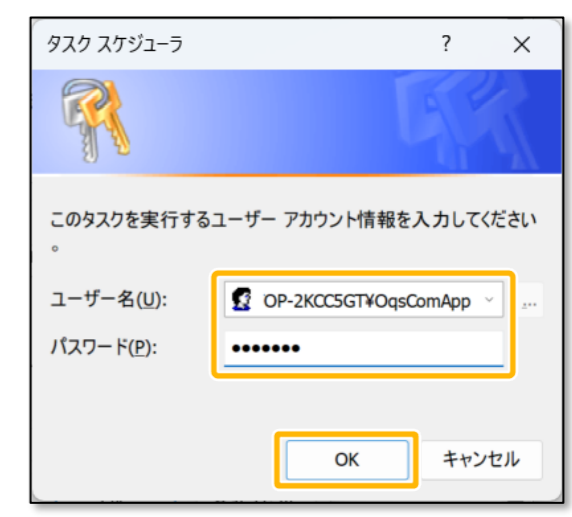 タスク スケジューラ
? ×
このタスクを実行するユーザー アカウント情報を入力してください
。
ユーザー名(U):
OP-2KCC5GT¥OqsComApp
...
パスワード(P):
●●●●●●●
OK
キャンセル